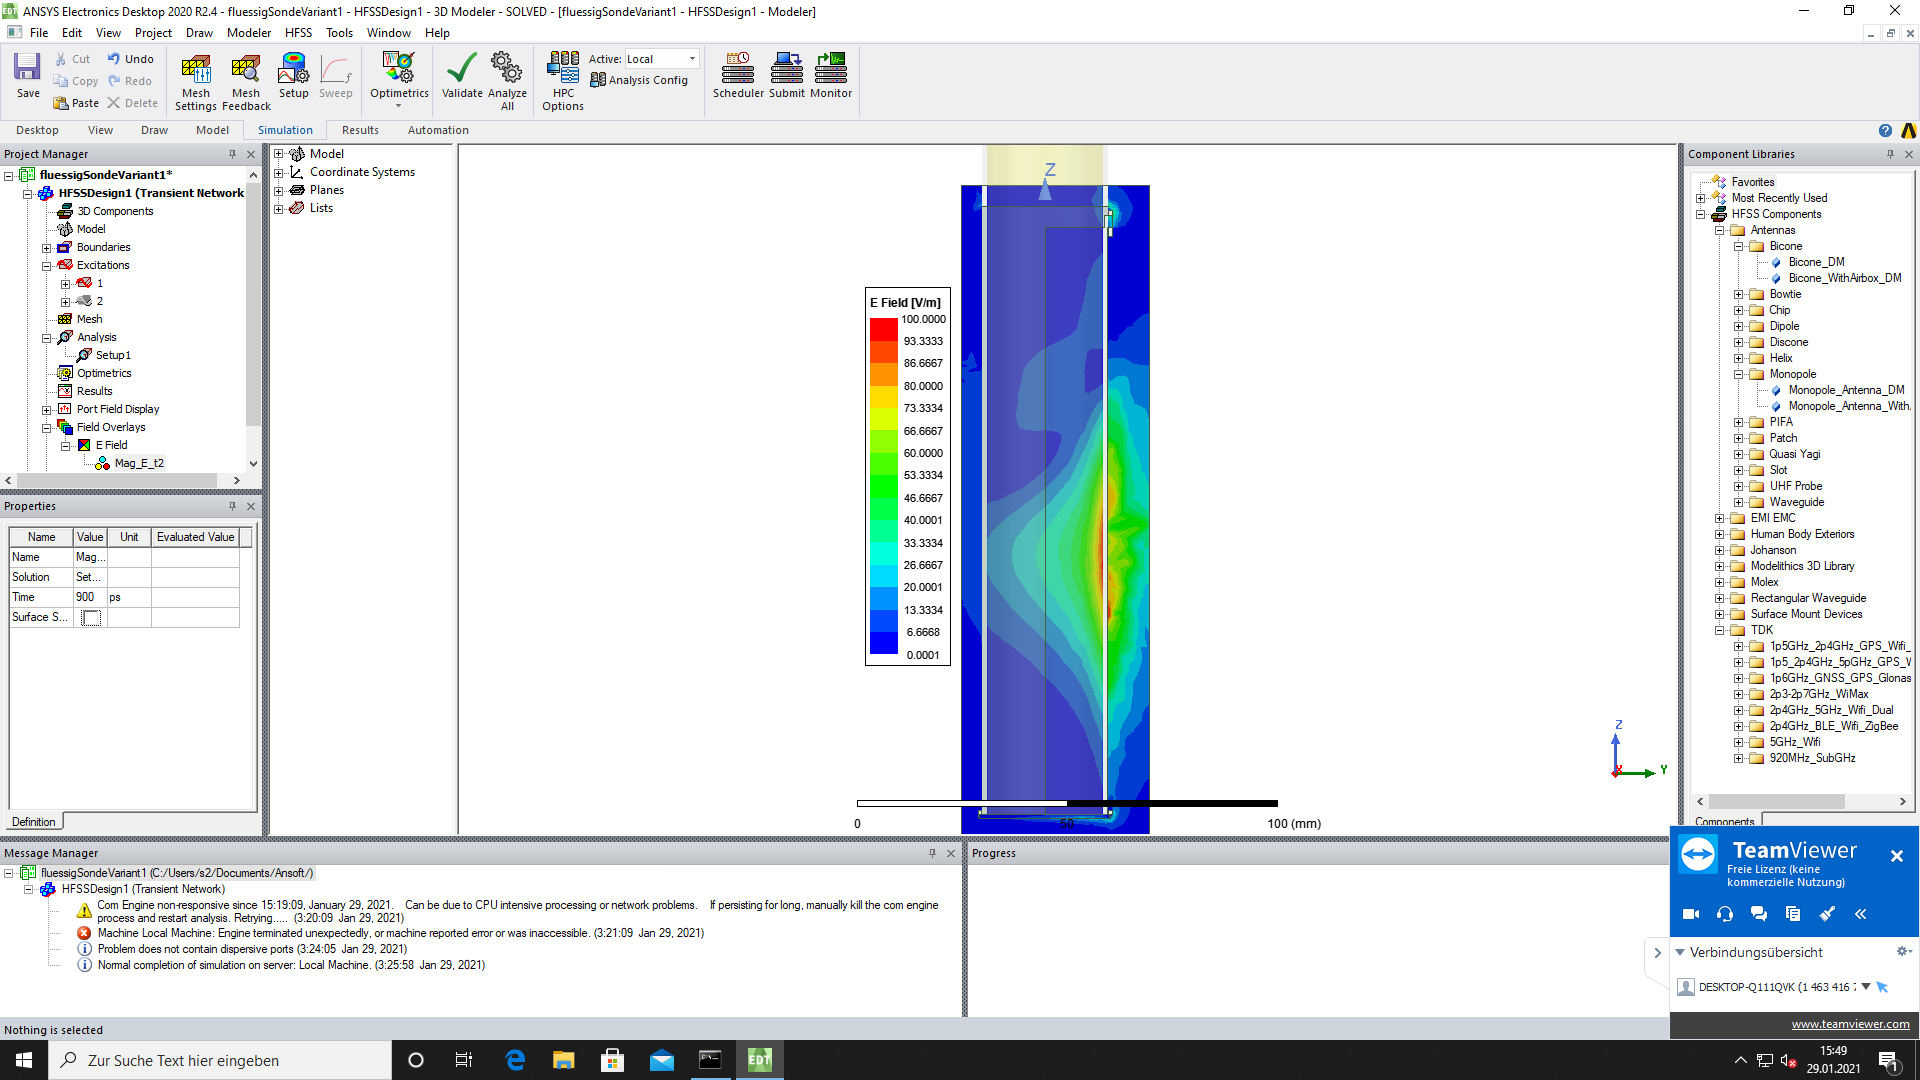 ANSYS Electronics Desktop 2020 R2.4 - fluessigSondeVariant1 - HFSSDesign1 - 3D Modeler - SOLVED - [fluessigSondeVariant1 - HFSSDesign1 - Modeler]
File Edit View Project Draw Modeler HFSS Tools Window Help
Save
Cut
Copy
Paste
Undo
Redo
Delete
Mesh Settings
Mesh Feedback
Setup
Sweep
Optimetrics
Validate
Analyze All
HPC Options
Active: Local
Analysis Config
Scheduler
Submit
Monitor
Desktop View Draw Model Simulation Results Automation
Project Manager
fluessigSondeVariant1*
HFSSDesign1 (Transient Network
3D Components
Model
Boundaries
Excitations
1
2
Mesh
Analysis
Setup1
Optimetrics
Results
Port Field Display
Field Overlays
E Field
Mag_E_t2
Properties
Name Value Unit Evaluated Value
Name Mag...
Solution Set...
Time 900 ps
Surface S...
Definition
Model
Coordinate Systems
Planes
Lists
Z
E Field [V/m]
100.0000
93.3333
86.6667
80.0000
73.3334
66.6667
60.0000
53.3334
46.6667
40.0001
33.3334
26.6667
20.0001
13.3334
6.6668
0.0001
0 50 100 (mm)
Z
X
Y
Component Libraries
Favorites
Most Recently Used
HFSS Components
Antennas
Bicone
Bicone_DM
Bicone_WithAirbox_DM
Bowtie
Chip
Dipole
Discone
Helix
Monopole
Monopole_Antenna_DM
Monopole_Antenna_With
PIFA
Patch
Quasi Yagi
Slot
UHF Probe
Waveguide
EMI EMC
Human Body Exteriors
Johanson
Modelithics 3D Library
Molex
Rectangular Waveguide
Surface Mount Devices
TDK
1p5GHz_2p4GHz_GPS_Wifi_
1p5_2p4GHz_5pGHz_GPS_W
1p6GHz_GNSS_GPS_Glonas
2p3-2p7GHz_WiMax
2p4GHz_5GHz_Wifi_Dual
2p4GHz_BLE_Wifi_ZigBee
5GHz_Wifi
920MHz_SubGHz
Components
Message Manager
fluessigSondeVariant1 (C:/Users/s2/Documents/Ansoft/)
HFSSDesign1 (Transient Network)
Com Engine non-responsive since 15:19:09, January 29, 2021. Can be due to CPU intensive processing or network problems. If persisting for long, manually kill the com engine
process and restart analysis. Retrying..... (3:20:09 Jan 29, 2021)
Machine Local Machine: Engine terminated unexpectedly, or machine reported error or was inaccessible. (3:21:09 Jan 29, 2021)
Problem does not contain dispersive ports (3:24:05 Jan 29, 2021)
Normal completion of simulation on server: Local Machine. (3:25:58 Jan 29, 2021)
Progress
TeamViewer
Freie Lizenz (keine
kommerzielle Nutzung)
Verbindungsübersicht
DESKTOP-Q111QVK (1 463 416 7
www.teamviewer.com
Nothing is selected
Zur Suche Text hier eingeben
EDT
15:49
29.01.2021
1